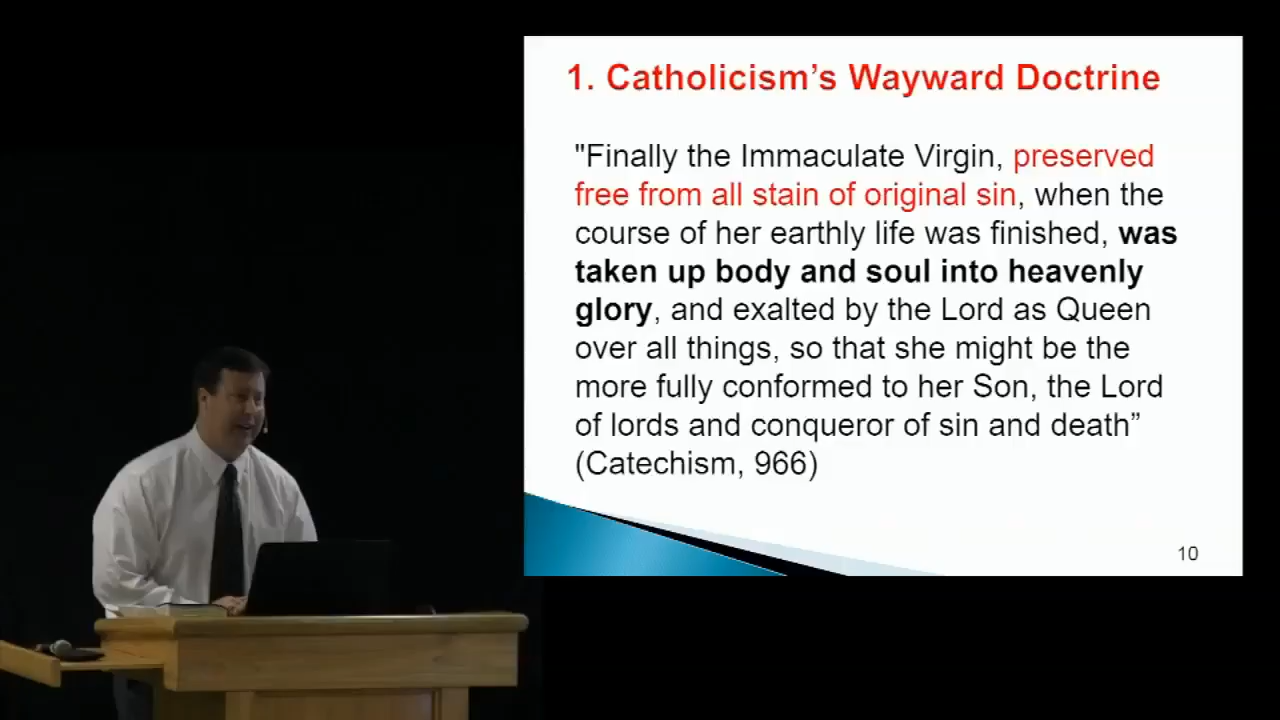 1. Catholicism’s Wayward Doctrine
"Finally the Immaculate Virgin, preserved
free from all stain of original sin, when the
course of her earthly life was finished, was
taken up body and soul into heavenly
glory, and exalted by the Lord as Queen
over all things, so that she might be the
more fully conformed to her Son, the Lord
of lords and conqueror of sin and death”
(Catechism, 966)
10